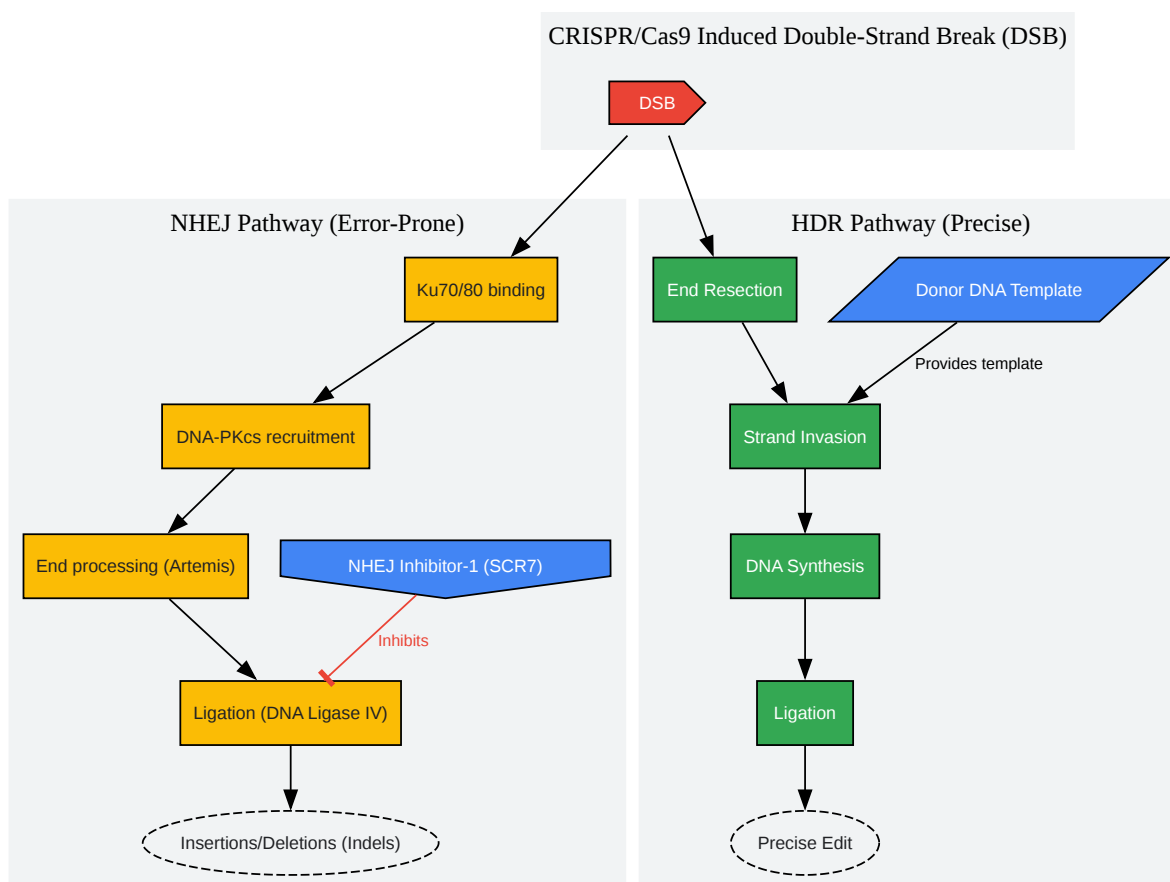 CRISPR/Cas9 Induced Double-Strand Break (DSB)
DSB
NHEJ Pathway (Error-Prone)
Ku70/80 binding
DNA-PKcs recruitment
End processing (Artemis)
NHEJ Inhibitor-1 (SCR7)
Inhibits
Ligation (DNA Ligase IV)
Insertions/Deletions (Indels)
HDR Pathway (Precise)
End Resection
Donor DNA Template
Provides template
Strand Invasion
DNA Synthesis
Ligation
Precise Edit